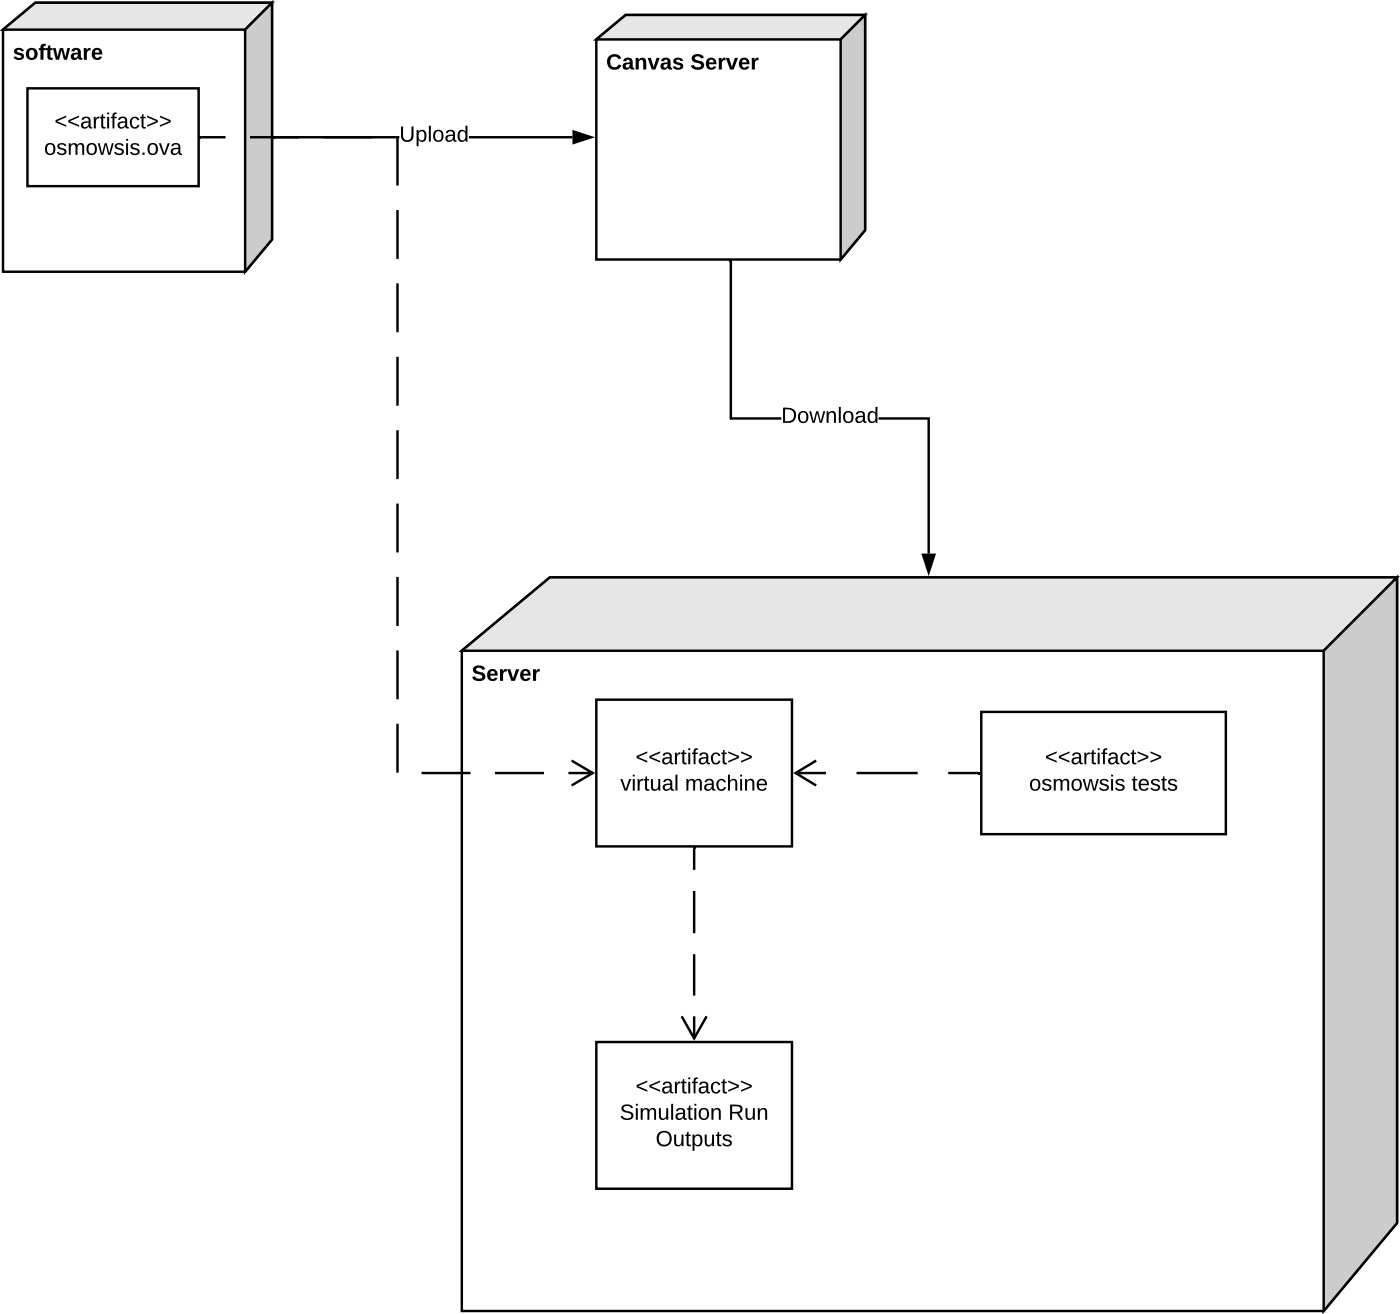 software
<<artifact>>
osmowsis.ova
Canvas Server
Upload
Download
Server
<<artifact>>
virtual machine
<<artifact>>
osmowsis tests
<<artifact>>
Simulation Run
Outputs